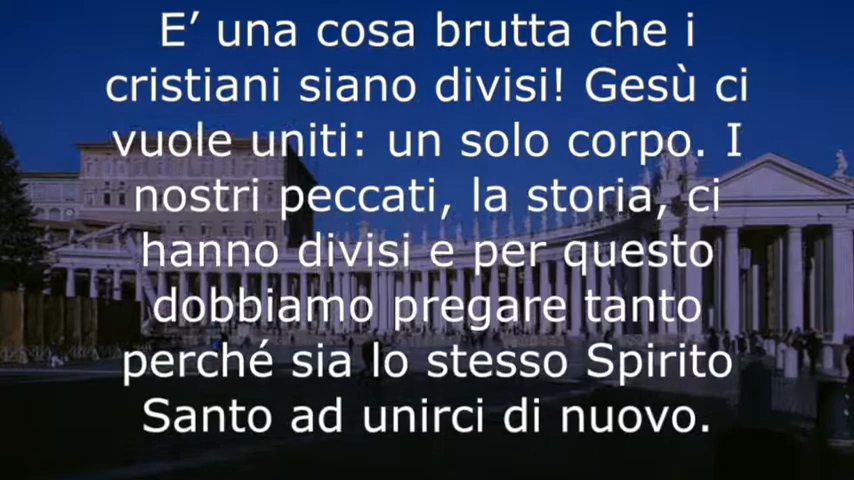 E’ una cosa brutta che i
cristiani siano divisi! Gesù ci
vuole uniti: un solo corpo. I
nostri peccati, la storia, ci
hanno divisi e per questo
dobbiamo pregare tanto
perché sia lo stesso Spirito
Santo ad unirci di nuovo.